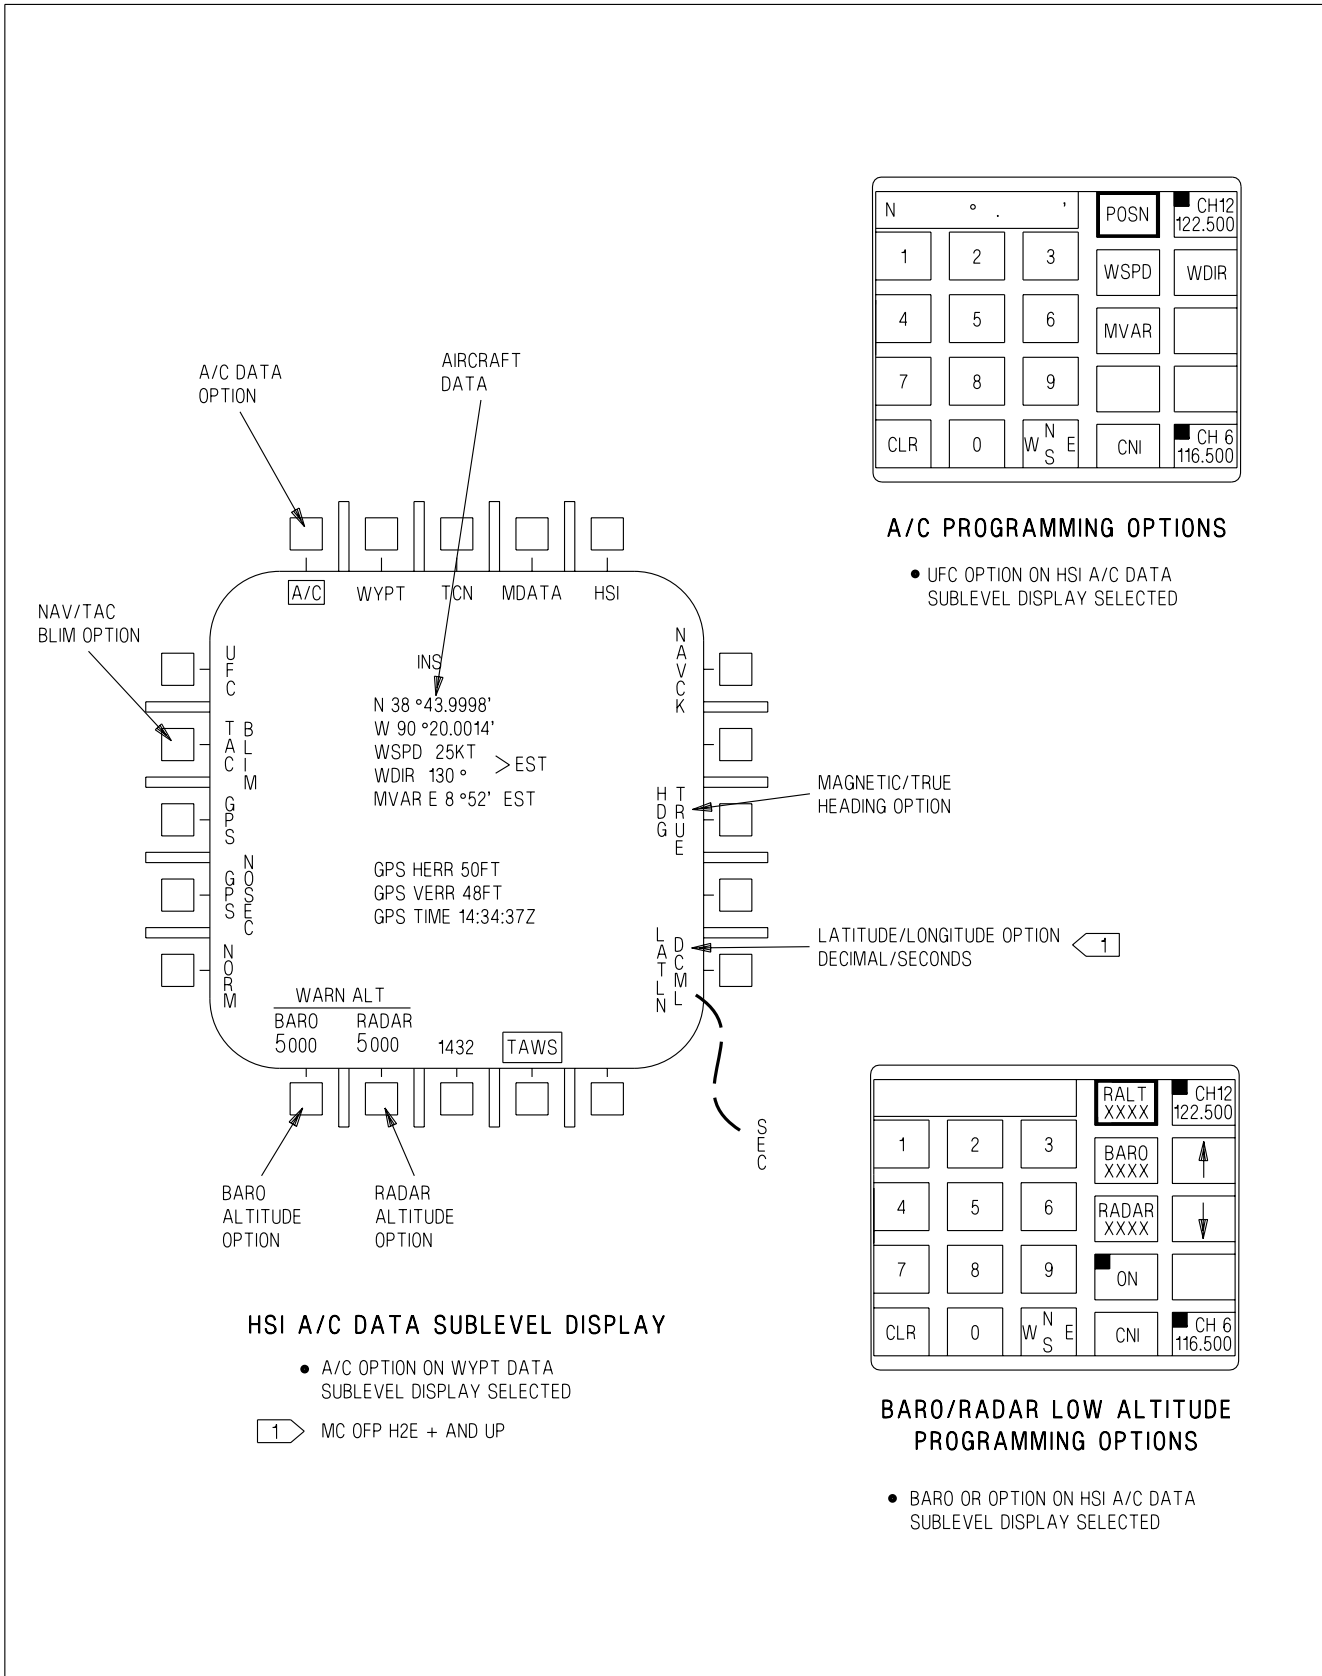 N ° . '
POSN
CH12
122.500
1 2 3
WSPD
WDIR
4 5 6
MVAR
7 8 9
CLR 0
N
W E
S
CNI
CH 6
116.500
A/C PROGRAMMING OPTIONS
• UFC OPTION ON HSI A/C DATA
SUBLEVEL DISPLAY SELECTED
A/C DATA
OPTION
AIRCRAFT
DATA
NAV/TAC
BLIM OPTION
A/C WYPT TCN MDATA HSI
UFC
TAC
BLIM
GPS
GPS
NOSEC
NORM
NAVCK
HDG
TRUE
LATLN
DCML
INS
N 38 °43.9998'
W 90 °20.0014'
WSPD 25KT
WDIR 130 °
>EST
MVAR E 8 °52' EST
GPS HERR 50FT
GPS VERR 48FT
GPS TIME 14:34:37Z
MAGNETIC/TRUE
HEADING OPTION
LATITUDE/LONGITUDE OPTION
DECIMAL/SECONDS
1
WARN ALT
BARO RADAR
5000 5000 1432 TAWS
SEC
BARO
ALTITUDE
OPTION
RADAR
ALTITUDE
OPTION
HSI A/C DATA SUBLEVEL DISPLAY
• A/C OPTION ON WYPT DATA
SUBLEVEL DISPLAY SELECTED
1 MC OFP H2E + AND UP
RALT
XXXX
CH12
122.500
1 2 3
BARO
XXXX
4 5 6
RADAR
XXXX
7 8 9
ON
CLR 0
N
W E
S
CNI
CH 6
116.500
BARO/RADAR LOW ALTITUDE
PROGRAMMING OPTIONS
• BARO OR OPTION ON HSI A/C DATA
SUBLEVEL DISPLAY SELECTED